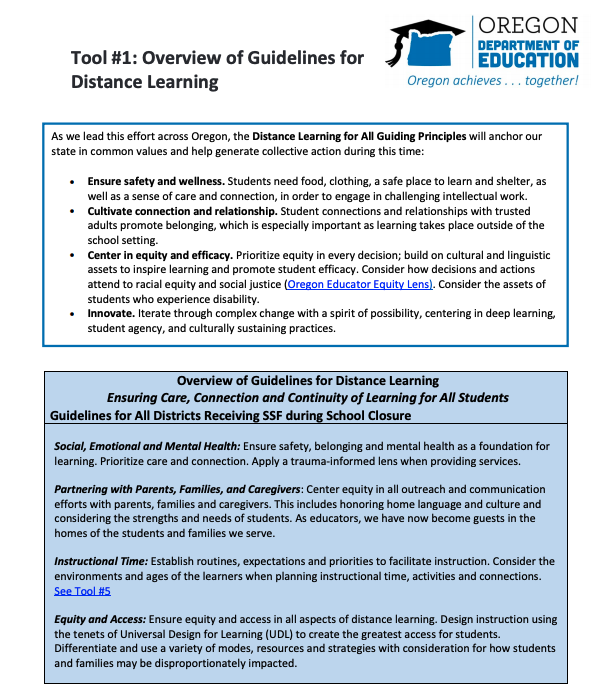 Tool #1: Overview of Guidelines for
Distance Learning
OREGON
DEPARTMENT OF
EDUCATION
Oregon achieves . . . together!
As we lead this effort across Oregon, the Distance Learning for All Guiding Principles will anchor our
state in common values and help generate collective action during this time:
• Ensure safety and wellness. Students need food, clothing, a safe place to learn and shelter, as
well as a sense of care and connection, in order to engage in challenging intellectual work.
• Cultivate connection and relationship. Student connections and relationships with trusted
adults promote belonging, which is especially important as learning takes place outside of the
school setting.
• Center in equity and efficacy. Prioritize equity in every decision; build on cultural and linguistic
assets to inspire learning and promote student efficacy. Consider how decisions and actions
attend to racial equity and social justice (Oregon Educator Equity Lens). Consider the assets of
students who experience disability.
• Innovate. Iterate through complex change with a spirit of possibility, centering in deep learning,
student agency, and culturally sustaining practices.
Overview of Guidelines for Distance Learning
Ensuring Care, Connection and Continuity of Learning for All Students
Guidelines for All Districts Receiving SSF during School Closure
Social, Emotional and Mental Health: Ensure safety, belonging and mental health as a foundation for
learning. Prioritize care and connection. Apply a trauma-informed lens when providing services.
Partnering with Parents, Families, and Caregivers: Center equity in all outreach and communication
efforts with parents, families and caregivers. This includes honoring home language and culture and
considering the strengths and needs of students. As educators, we have now become guests in the
homes of the students and families we serve.
Instructional Time: Establish routines, expectations and priorities to facilitate instruction. Consider the
environments and ages of the learners when planning instructional time, activities and connections.
See Tool #5
Equity and Access: Ensure equity and access in all aspects of distance learning. Design instruction using
the tenets of Universal Design for Learning (UDL) to create the greatest access for students.
Differentiate and use a variety of modes, resources and strategies with consideration for how students
and families may be disproportionately impacted.